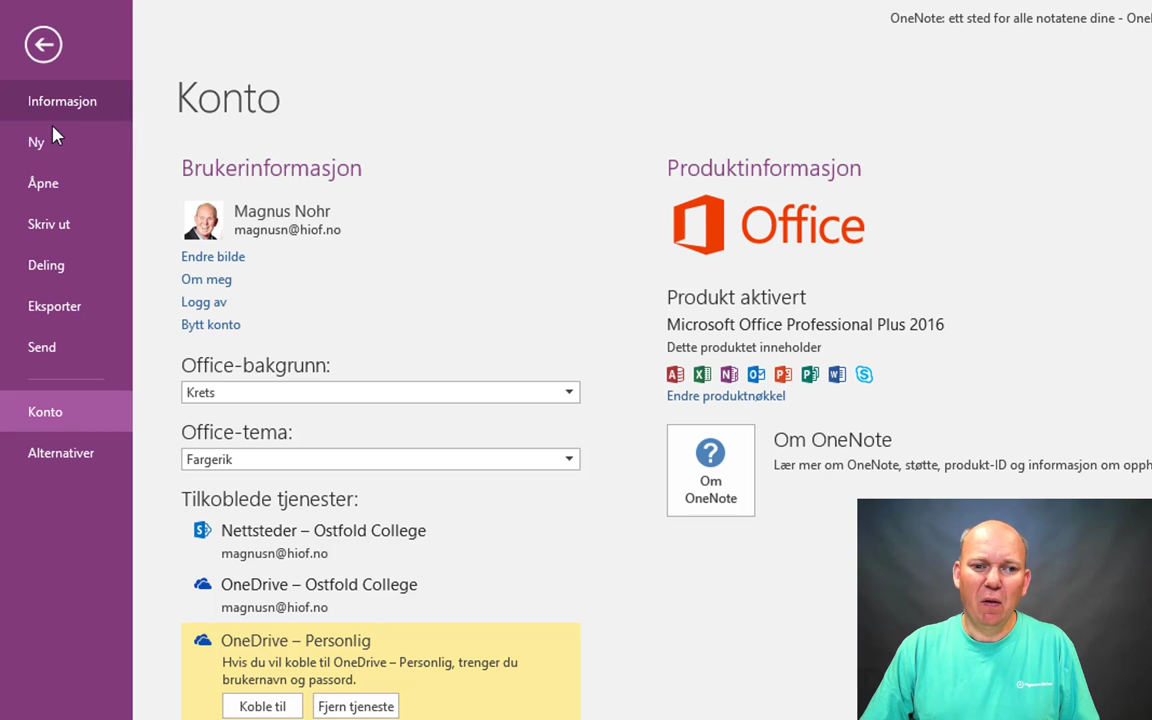 OneNote: ett sted for alle notatene dine -
Informasjon
Ny
Åpne
Skriv ut
Deling
Eksporter
Send
Konto
Alternativer
Konto
Brukerinformasjon
Magnus Nohr
magnusn@hiof.no
Endre bilde
Om meg
Logg av
Bytt konto
Office-bakgrunn:
Krets
Office-tema:
Fargerik
Tilkoblede tjenester:
Nettsteder – Ostfold College
magnusn@hiof.no
OneDrive – Ostfold College
magnusn@hiof.no
OneDrive – Personlig
Hvis du vil koble til OneDrive – Personlig, trenger du
brukernavn og passord.
Koble til
Fjern tjeneste
Produktinformasjon
Office
Produkt aktivert
Microsoft Office Professional Plus 2016
Dette produktet inneholder
Endre produktnøkkel
Om
OneNote
Om OneNote
Lær mer om OneNote, støtte, produkt-ID og informasjon om